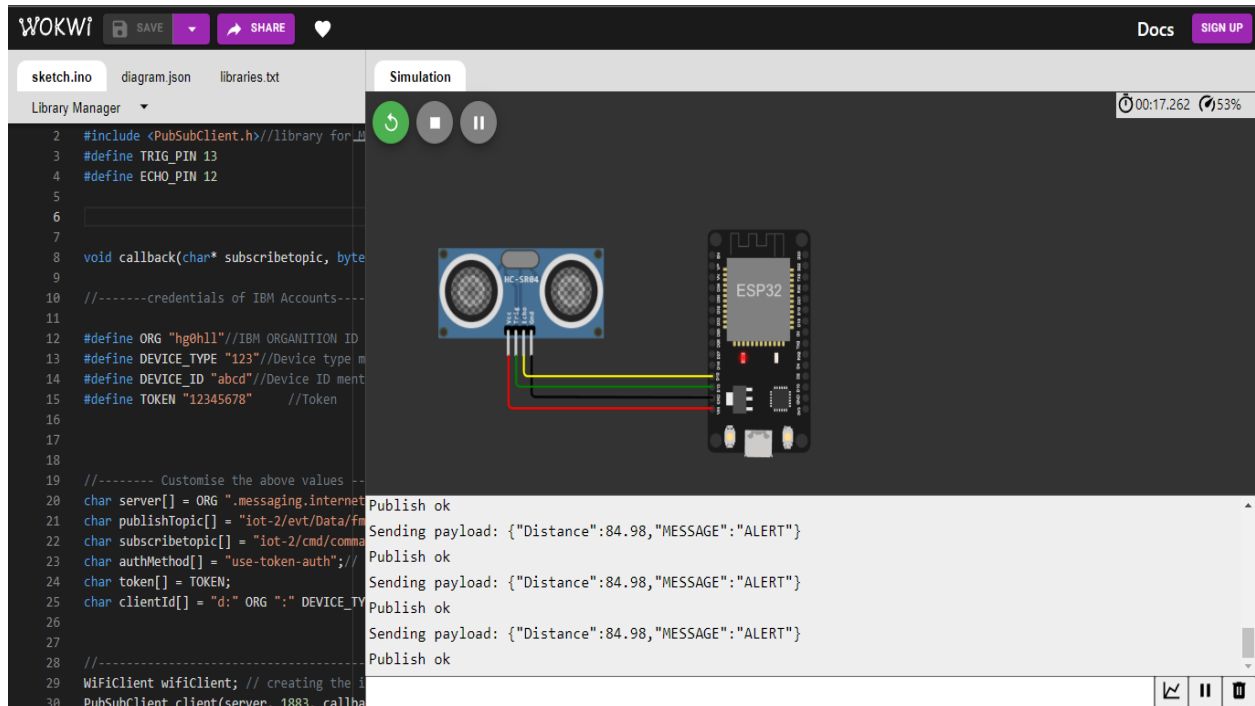 WOKWi SAVE SHARE Docs SIGN UP
sketch.ino diagram.json libraries.txt
Library Manager
2 #include <PubSubClient.h>//library for M
3 #define TRIG_PIN 13
4 #define ECHO_PIN 12
5
6
7
8 void callback(char* subscribetopic, byte
9
10 //-------credentials of IBM Accounts----
11
12 #define ORG "hg0hll"//IBM ORGANITION ID
13 #define DEVICE_TYPE "123"//Device type m
14 #define DEVICE_ID "abcd"//Device ID ment
15 #define TOKEN "12345678"     //Token
16
17
18
19 //-------- Customise the above values --
20 char server[] = ORG ".messaging.internet
21 char publishTopic[] = "iot-2/evt/Data/fm
22 char subscribetopic[] = "iot-2/cmd/comma
23 char authMethod[] = "use-token-auth";//
24 char token[] = TOKEN;
25 char clientId[] = "d:" ORG ":" DEVICE_TY
26
27
28 //-------------------------------------
29 WiFiClient wifiClient; // creating the i
30 PubSubClient client(server, 1883, callba
Simulation
00:17.262 53%
HC-SR04
Vcc
Trig
Echo
Gnd
ESP32
Publish ok
Sending payload: {"Distance":84.98,"MESSAGE":"ALERT"}
Publish ok
Sending payload: {"Distance":84.98,"MESSAGE":"ALERT"}
Publish ok
Sending payload: {"Distance":84.98,"MESSAGE":"ALERT"}
Publish ok